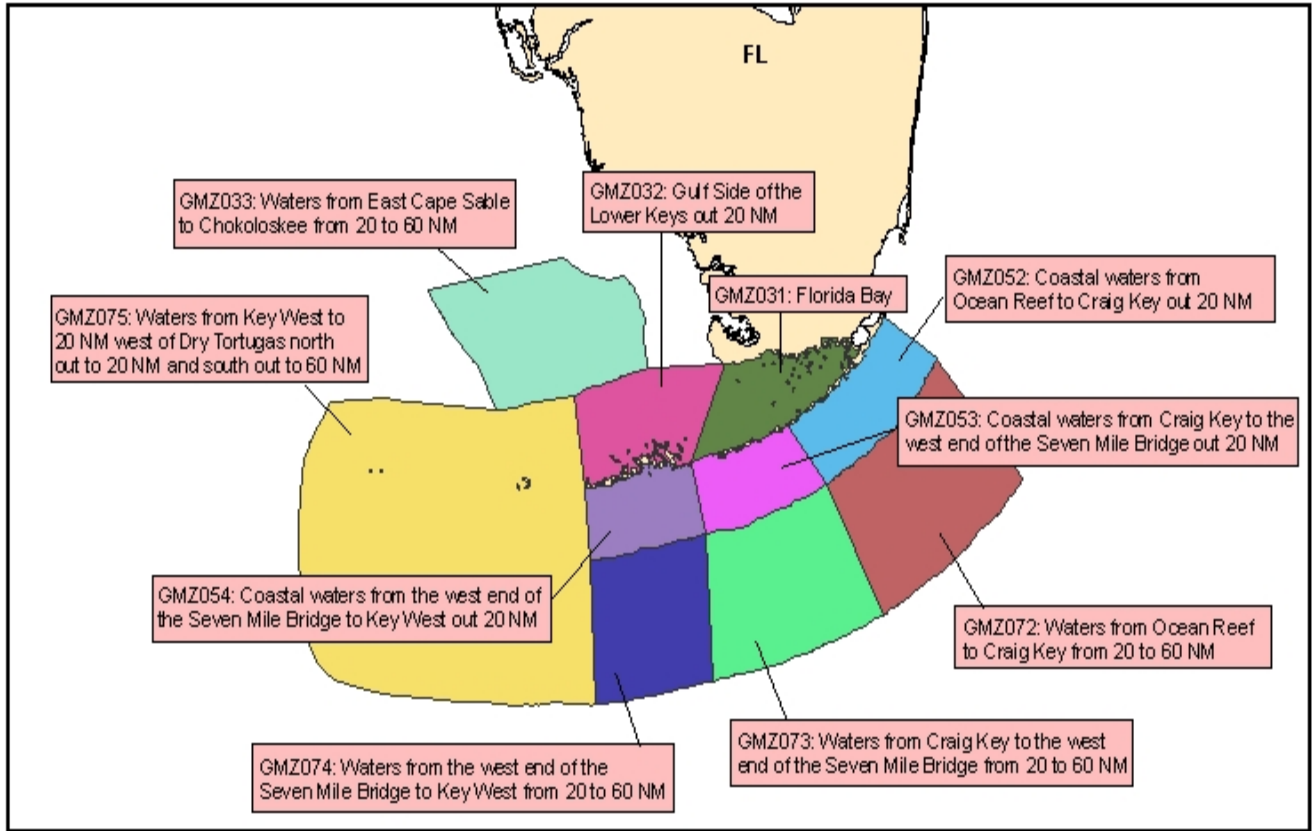 FL
GMZ033: Waters from East Cape Sable
to Chokoloskee from 20 to 60 NM
GMZ032: Gulf Side of the
Lower Keys out 20 NM
GMZ031: Florida Bay
GMZ052: Coastal waters from
Ocean Reef to Craig Key out 20 NM
GMZ075: Waters from Key West to
20 NM west of Dry Tortugas north
out to 20 NM and south out to 60 NM
GMZ053: Coastal waters from Craig Key to the
west end of the Seven Mile Bridge out 20 NM
GMZ054: Coastal waters from the west end of
the Seven Mile Bridge to Key West out 20 NM
GMZ072: Waters from Ocean Reef
to Craig Key from 20 to 60 NM
GMZ073: Waters from Craig Key to the west
end of the Seven Mile Bridge from 20 to 60 NM
GMZ074: Waters from the west end of the
Seven Mile Bridge to Key West from 20 to 60 NM